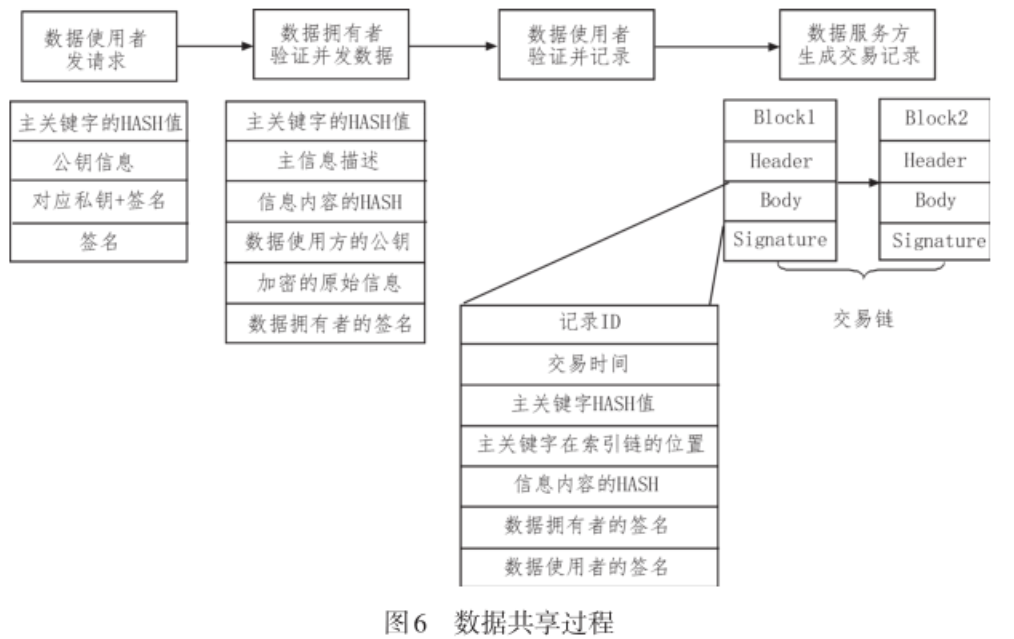 数据使用者
发请求
数据拥有者
验证并发数据
数据使用者
验证并记录
数据服务方
生成交易记录
主关键字的HASH值
公钥信息
对应私钥+签名
签名
主关键字的HASH值
主信息描述
信息内容的HASH
数据使用方的公钥
加密的原始信息
数据拥有者的签名
Block1
Header
Body
Signature
Block2
Header
Body
Signature
交易链
记录ID
交易时间
主关键字HASH值
主关键字在索引链的位置
信息内容的HASH
数据拥有者的签名
数据使用者的签名
图6 数据共享过程